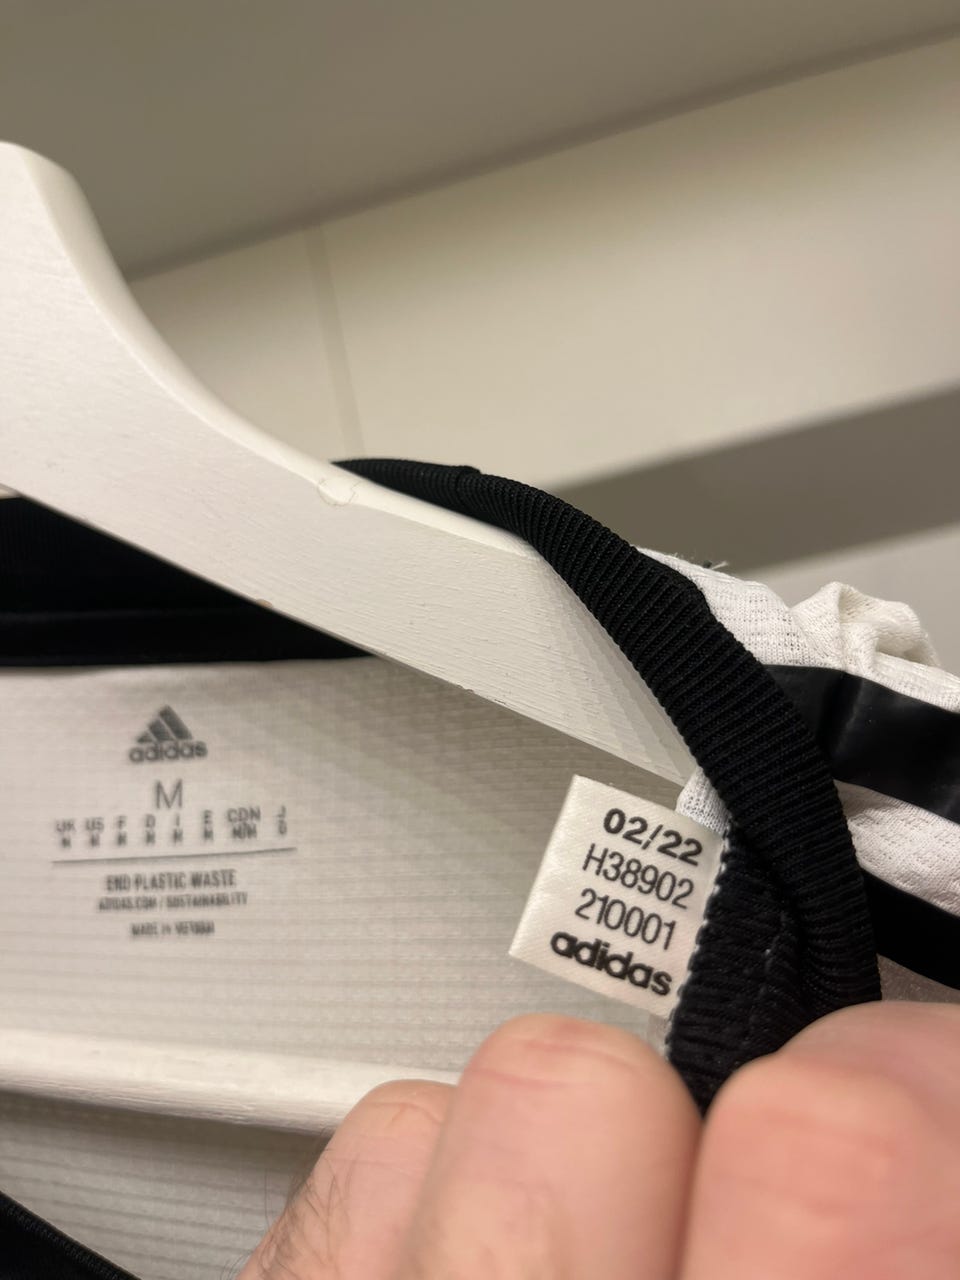 adidas
M
UK US F D I E CDN J
M M M M M M M/M O
END PLASTIC WASTE
ADIDAS.COM / SUSTAINABILITY
MADE IN VIETNAM
02/22
H38902
210001
adidas